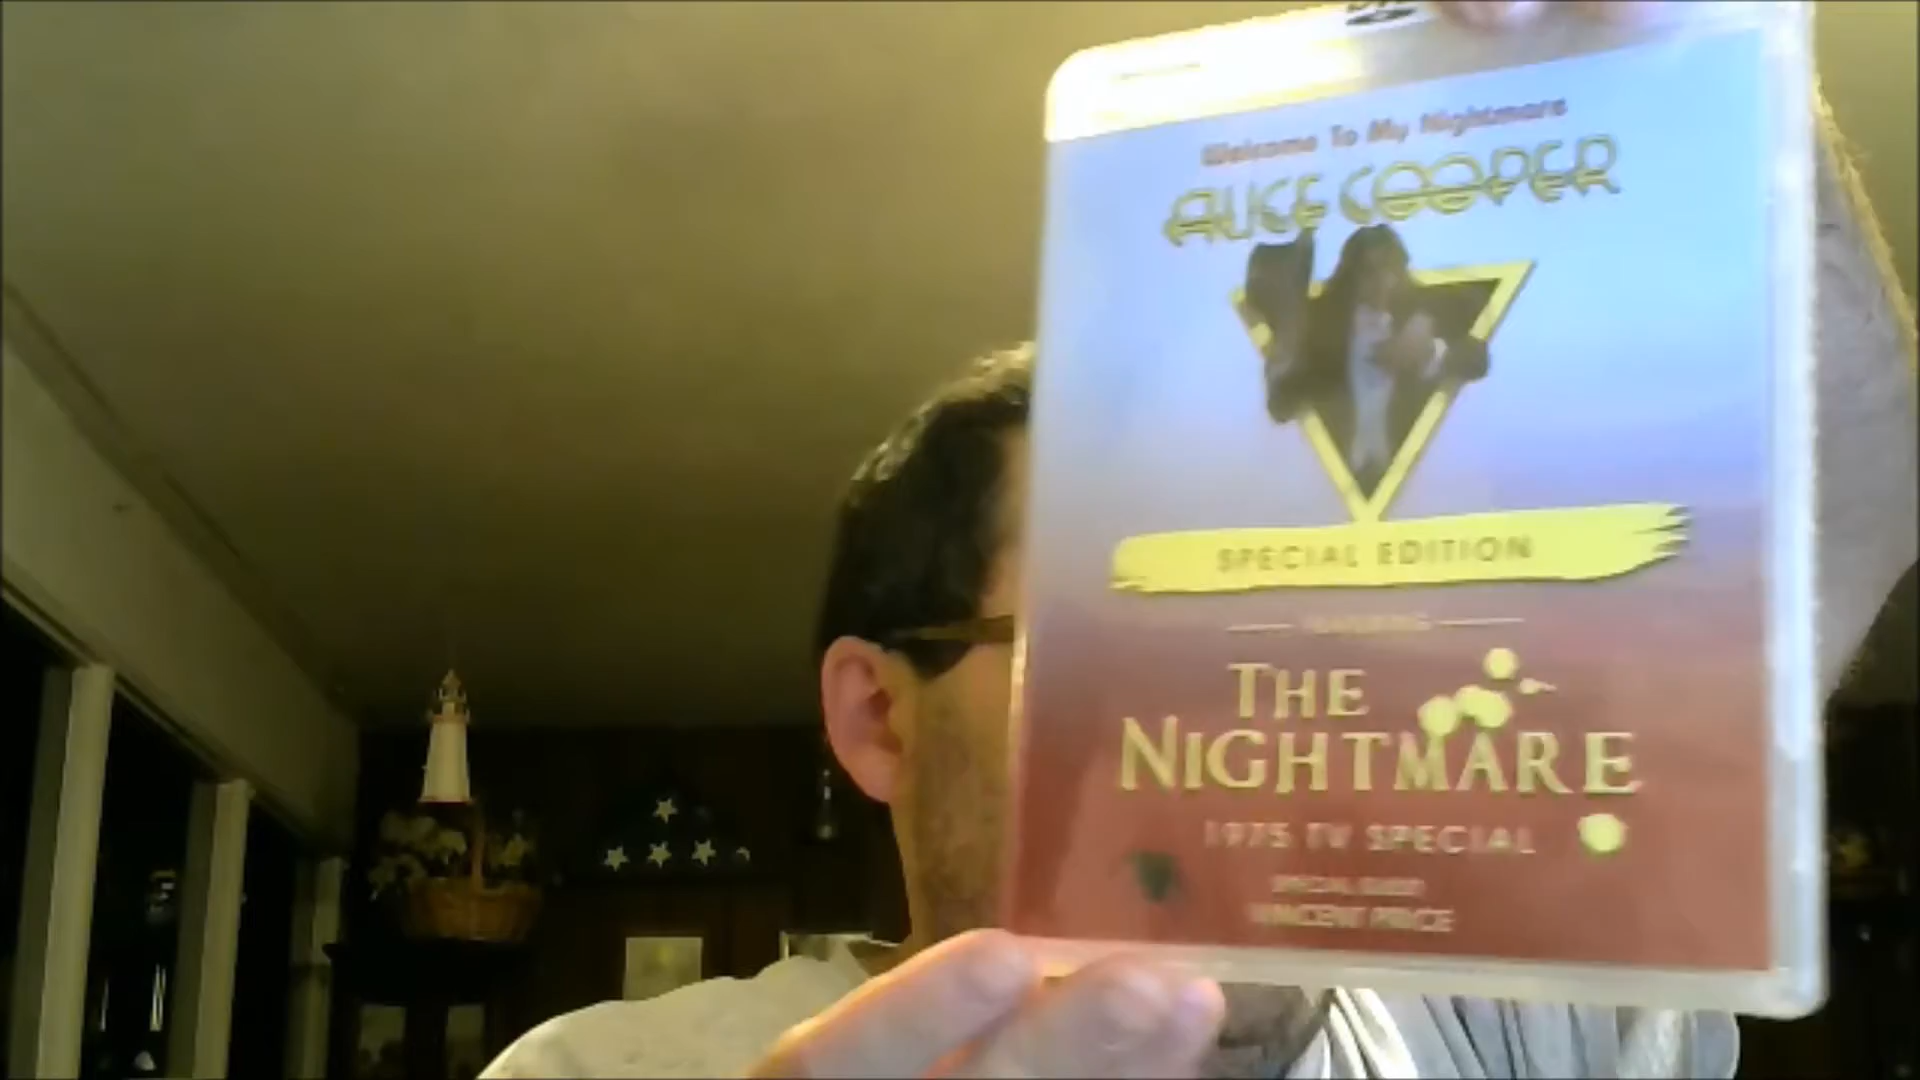 Welcome To My Nightmare
ALICE COOPER
SPECIAL EDITION
THE
NIGHTMARE
1975 TV SPECIAL
SPECIAL GUEST
VINCENT PRICE